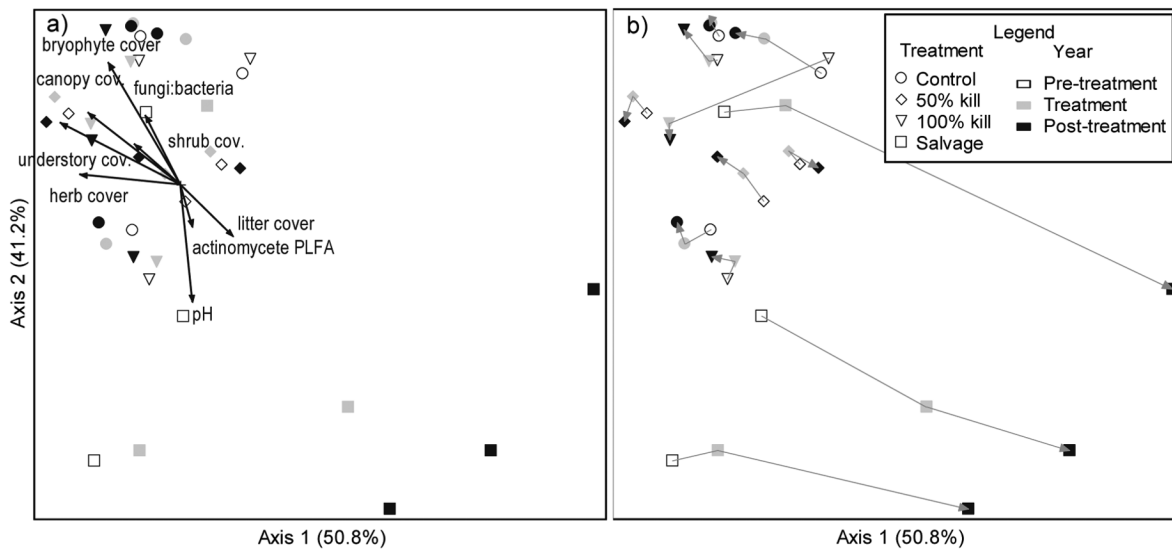 a)
bryophyte cover
canopy cov.
fungi:bacteria
shrub cov.
understory cov.
herb cover
litter cover
actinomycete PLFA
pH
Axis 2 (41.2%)
Axis 1 (50.8%)
b)
Legend
Treatment
Year
Control
50% kill
100% kill
Salvage
Pre-treatment
Treatment
Post-treatment
Axis 1 (50.8%)